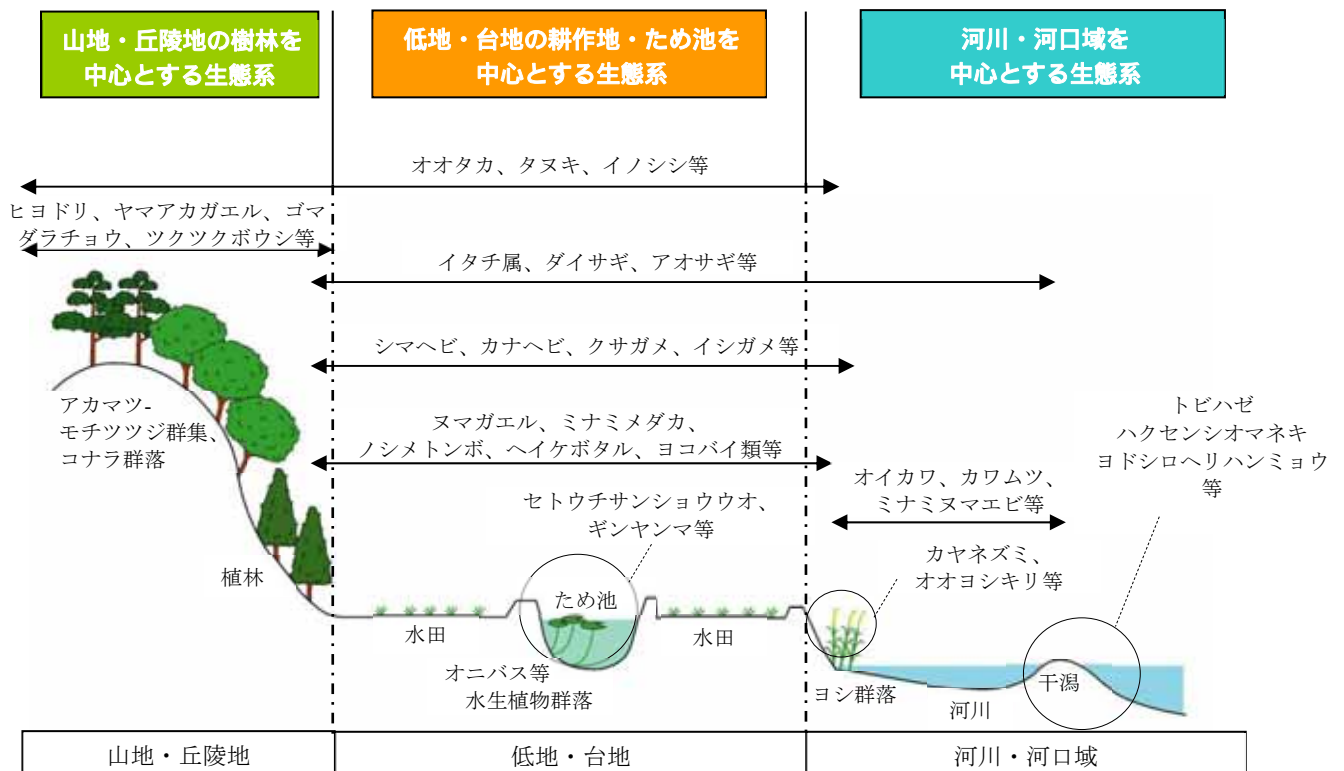 山地・丘陵地の樹林を
中心とする生態系
低地・台地の耕作地・ため池を
中心とする生態系
河川・河口域を
中心とする生態系
オオタカ、タヌキ、イノシシ等
ヒヨドリ、ヤマアカガエル、ゴマ
ダラチョウ、ツクツクボウシ等
イタチ属、ダイサギ、アオサギ等
シマヘビ、カナヘビ、クサガメ、イシガメ等
アカマツ-
モチツツジ群集、
コナラ群落
ヌマガエル、ミナミメダカ、
ノシメトンボ、ヘイケボタル、ヨコバイ類等
トビハゼ
ハクセンシオマネキ
ヨドシロヘリハンミョウ
等
オイカワ、カワムツ、
ミナミヌマエビ等
セトウチサンショウウオ、
ギンヤンマ等
カヤネズミ、
オオヨシキリ等
植林
ため池
水田
水田
オニバス等
水生植物群落
ヨシ群落
河川
干潟
山地・丘陵地
低地・台地
河川・河口域